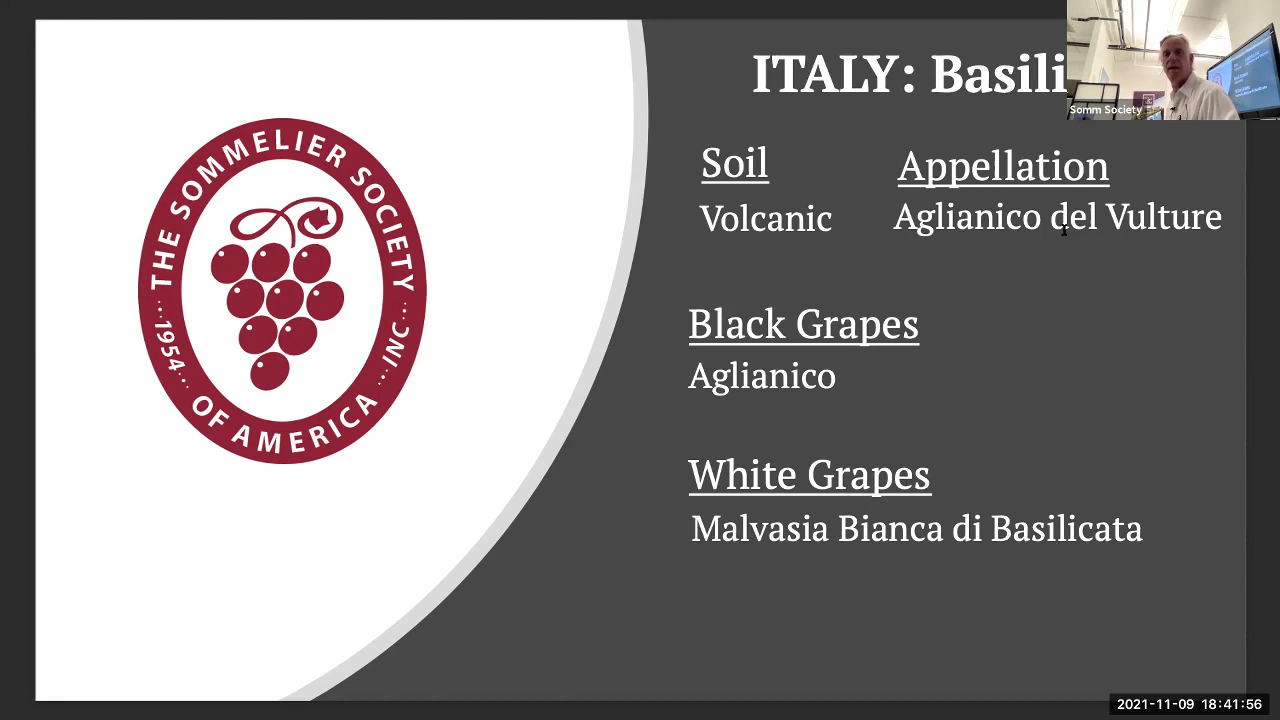 ITALY: Basili
Somm Society
Soil
Appellation
Volcanic
Aglianico del Vulture
Black Grapes
Aglianico
White Grapes
Malvasia Bianca di Basilicata
THE SOMMELIER SOCIETY
OF AMERICA
...1954...
...INC...
2021-11-09 18:41:56